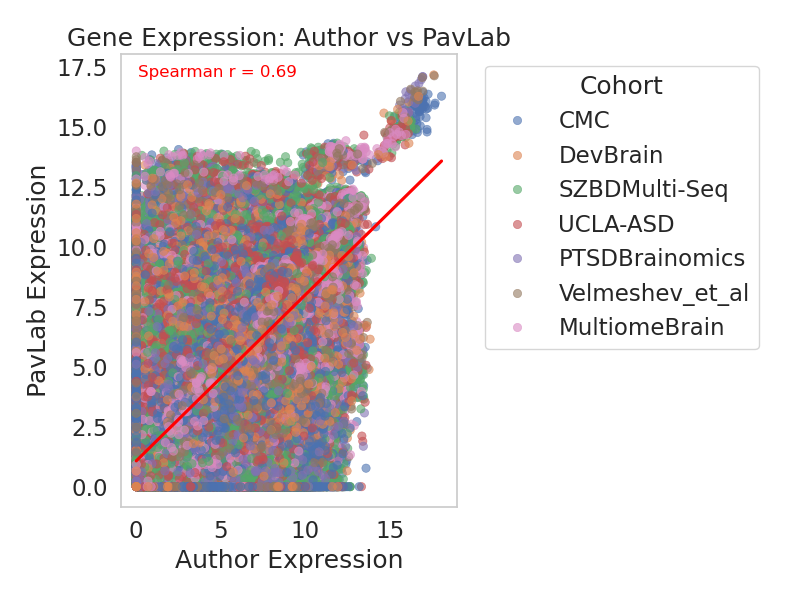 Gene Expression: Author vs PavLab
Spearman r = 0.69
17.5
15.0
12.5
10.0
7.5
5.0
2.5
0.0
PavLab Expression
0 5 10 15
Author Expression
Cohort
CMC
DevBrain
SZBDMulti-Seq
UCLA-ASD
PTSDBrainomics
Velmeshev_et_al
MultiomeBrain